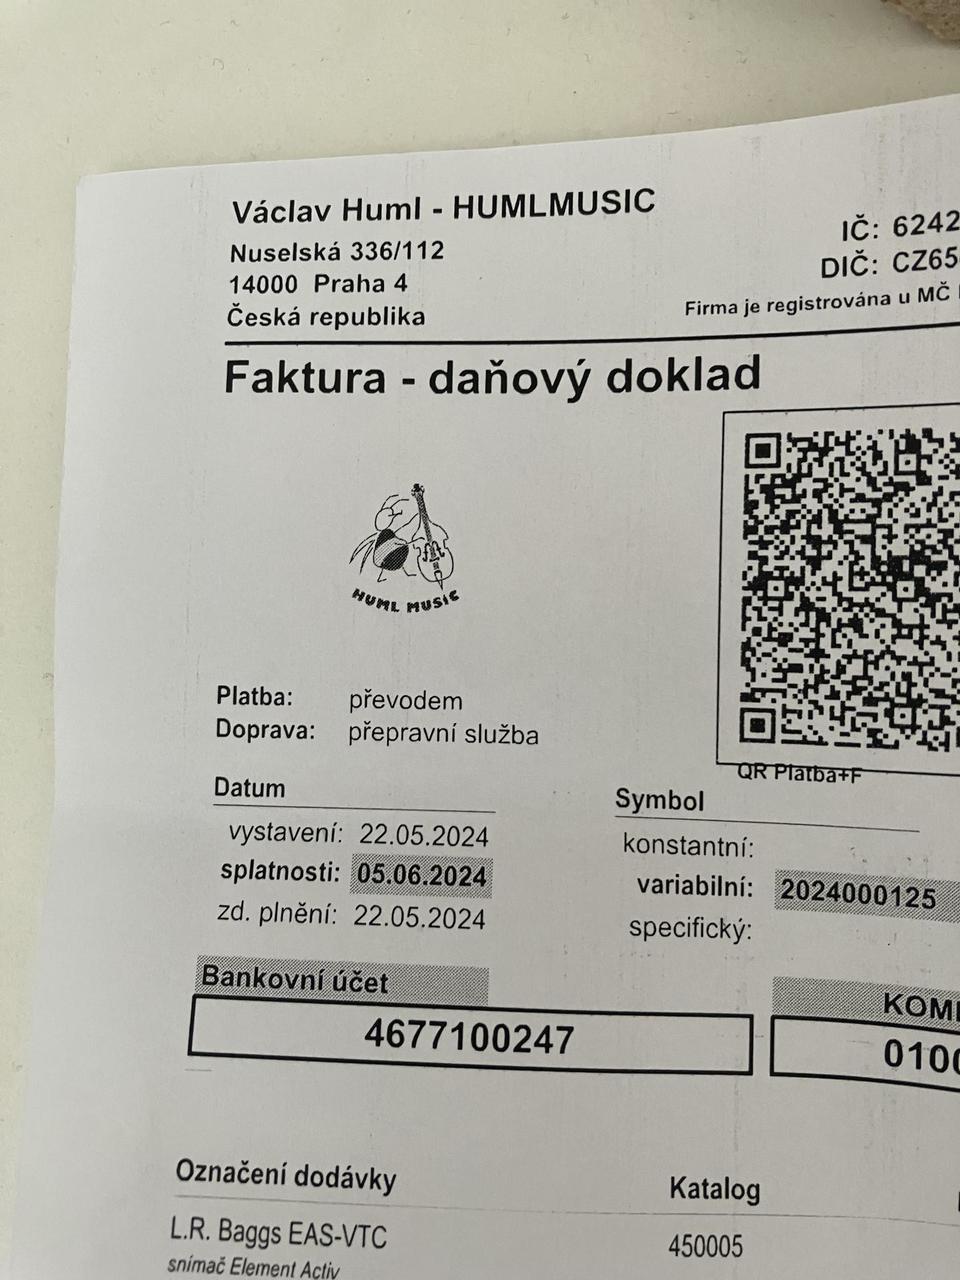 Václav Huml - HUMLMUSIC
Nuselská 336/112
14000 Praha 4
Česká republika
IČ: 6242
DIČ: CZ65
Firma je registrována u MČ
Faktura - daňový doklad
HUML MUSIC
QR Platba+F
Platba: převodem
Doprava: přepravní služba
Datum
vystavení: 22.05.2024
splatnosti: 05.06.2024
zd. plnění: 22.05.2024
Symbol
konstantní:
variabilní: 2024000125
specifický:
Bankovní účet
4677100247
KOM
010
Označení dodávky Katalog
L.R. Baggs EAS-VTC 450005
snímač Element Activ